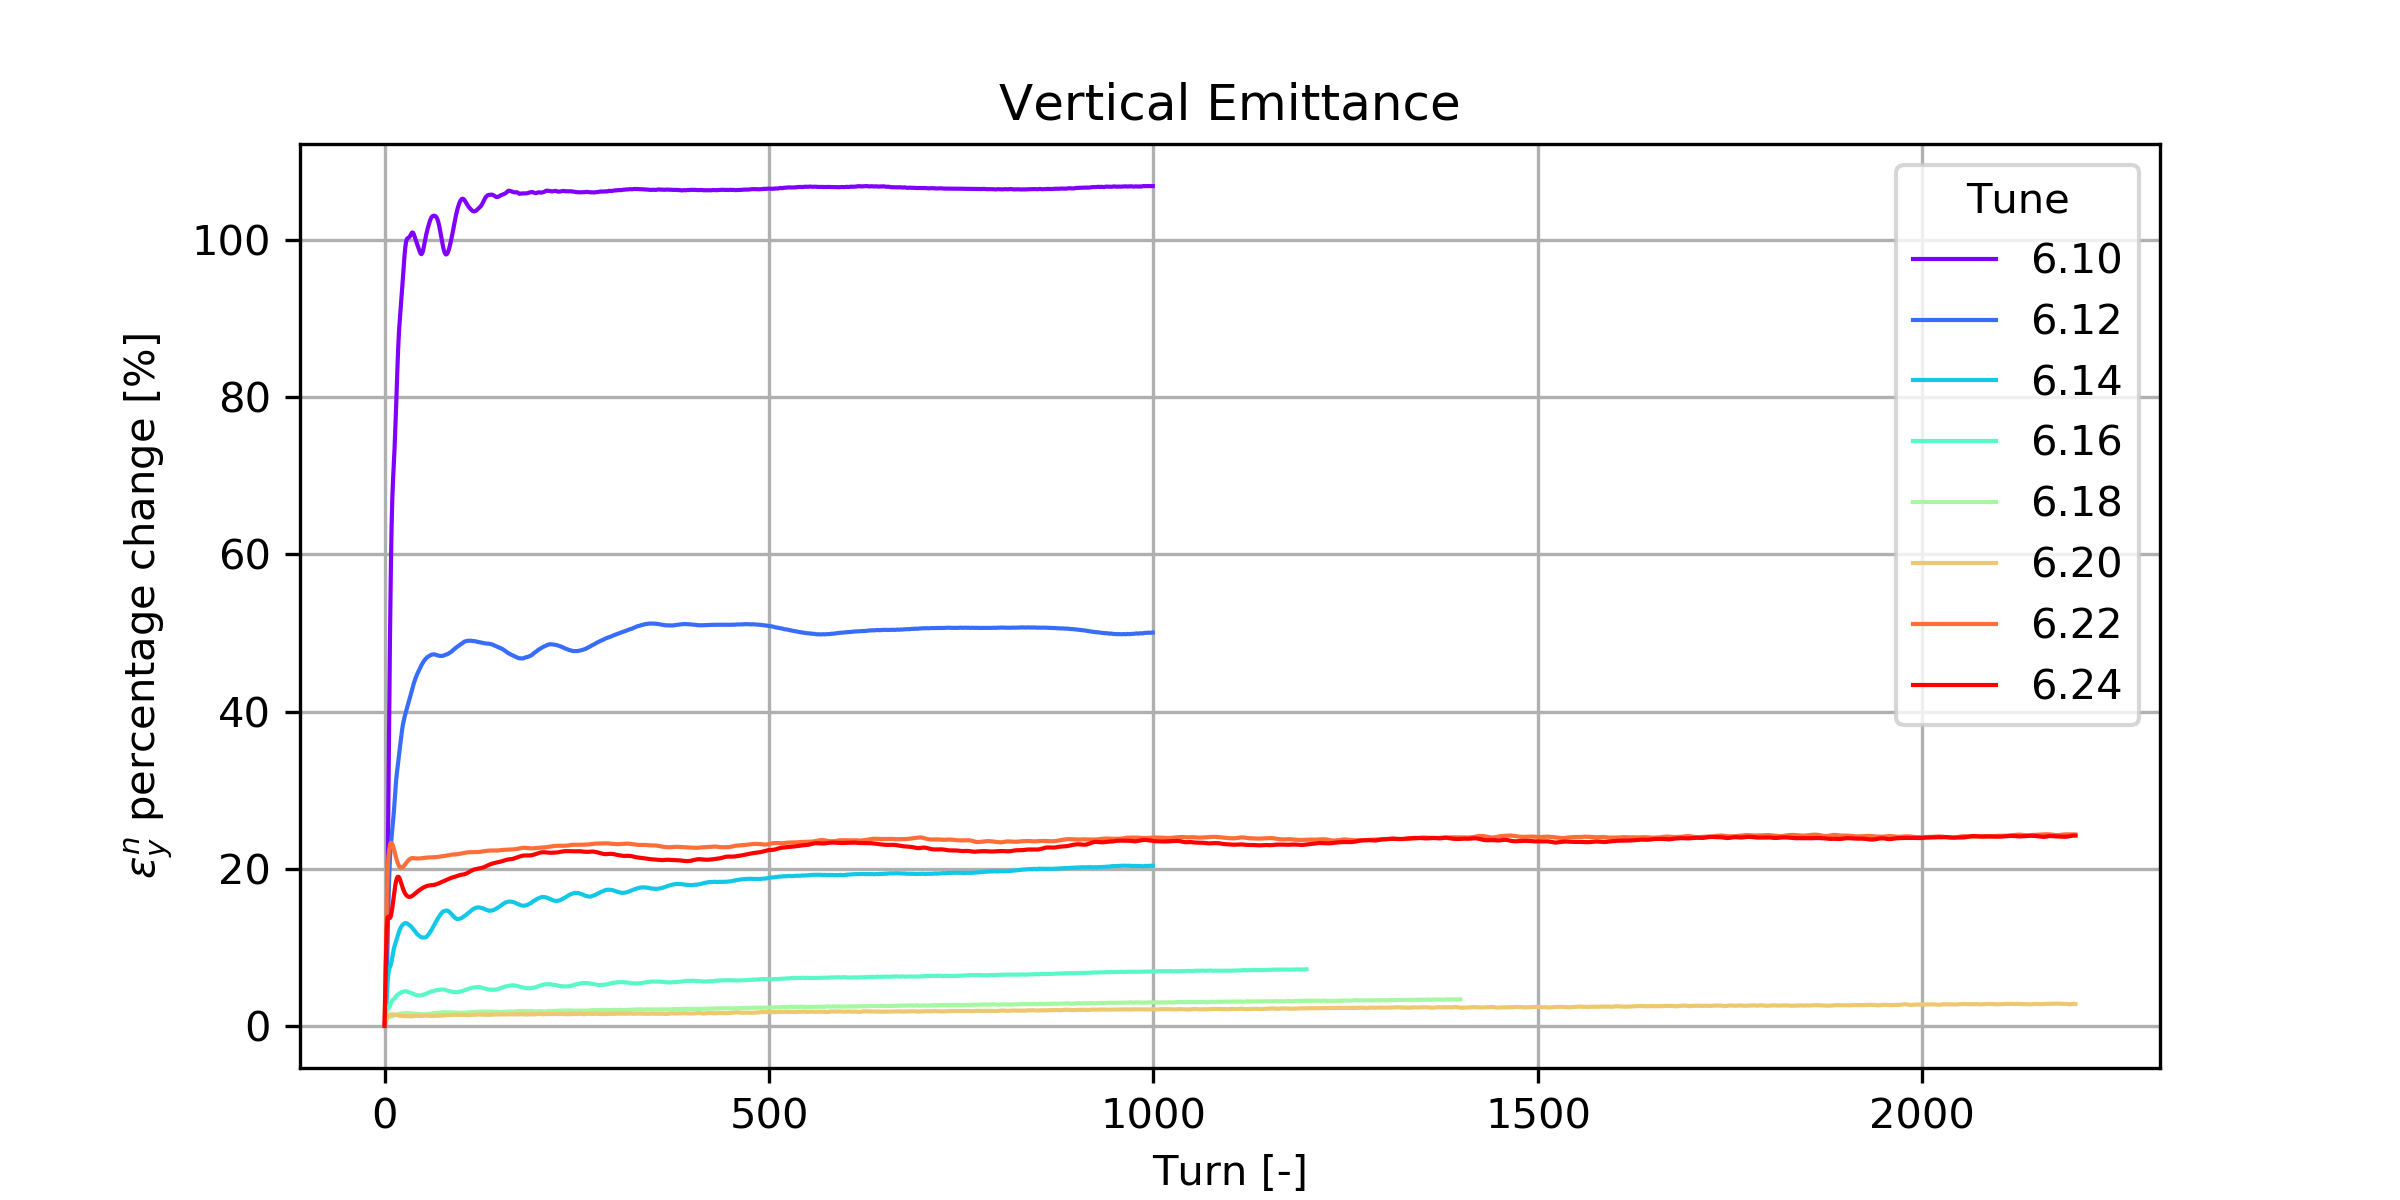 Vertical Emittance
ε_y^n percentage change [%]
100
80
60
40
20
0
0 500 1000 1500 2000
Turn [-]
Tune
6.10
6.12
6.14
6.16
6.18
6.20
6.22
6.24